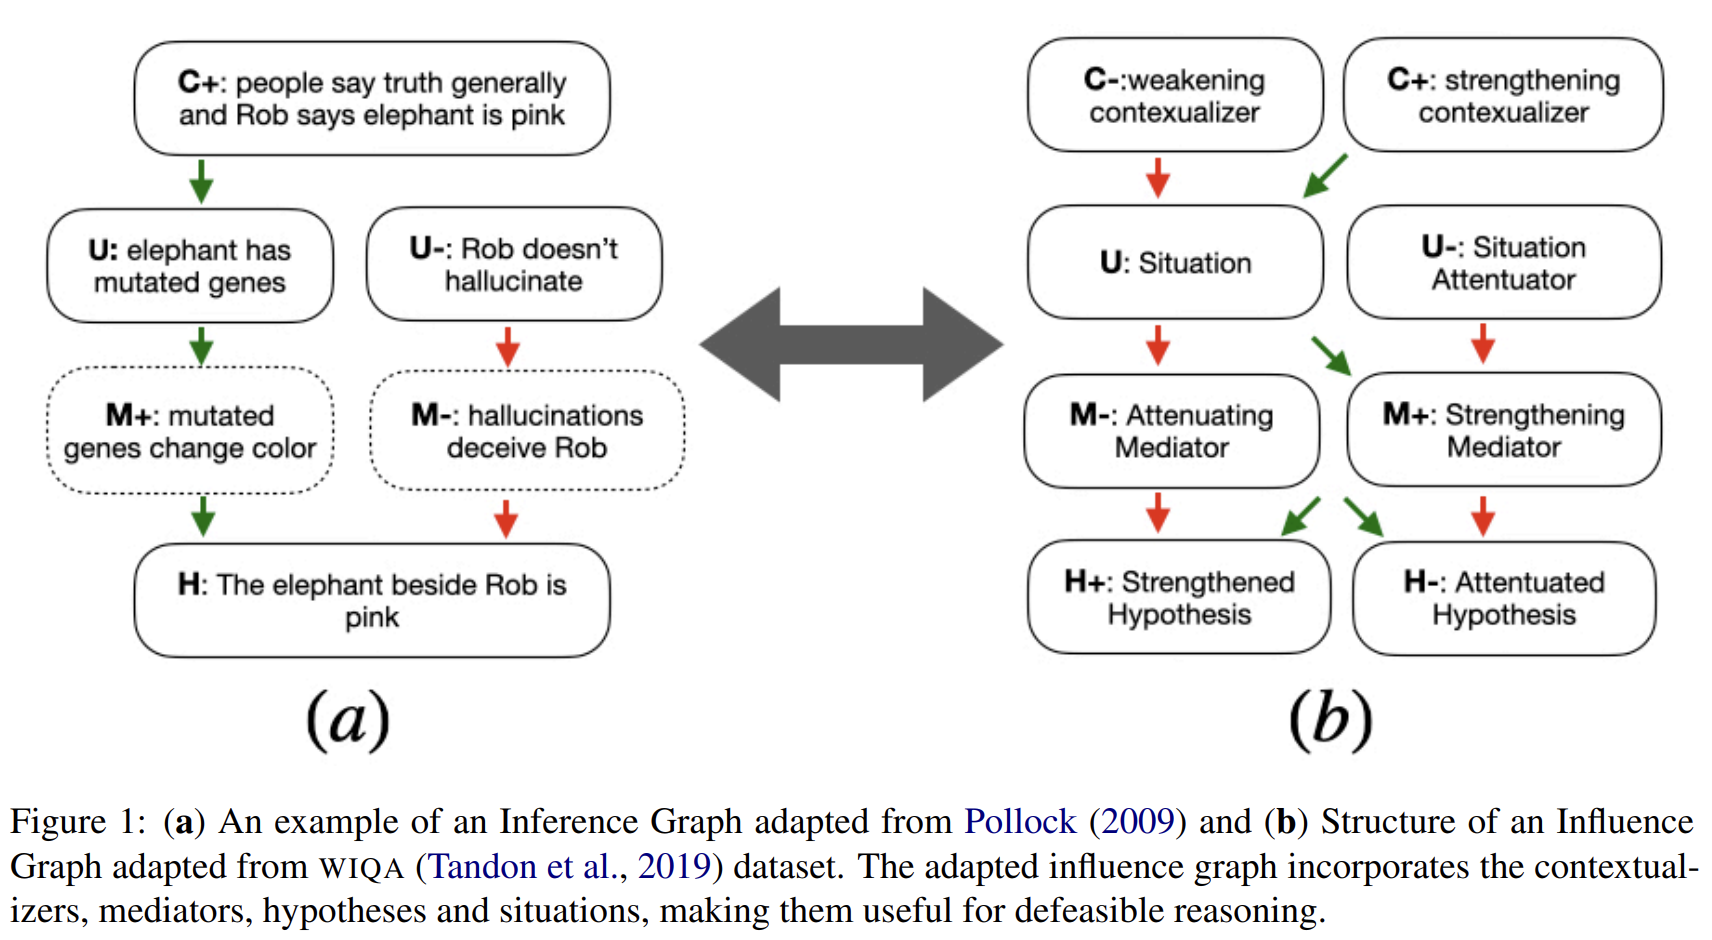 C+: people say truth generally
and Rob says elephant is pink
U: elephant has
mutated genes
U-: Rob doesn't
hallucinate
M+: mutated
genes change color
M-: hallucinations
deceive Rob
H: The elephant beside Rob is
pink
(a)
C-:weakening
contexualizer
C+: strengthening
contexualizer
U: Situation
U-: Situation
Attentuator
M-: Attenuating
Mediator
M+: Strengthening
Mediator
H+: Strengthened
Hypothesis
H-: Attentuated
Hypothesis
(b)
Figure 1: (a) An example of an Inference Graph adapted from Pollock (2009) and (b) Structure of an Influence
Graph adapted from WIQA (Tandon et al., 2019) dataset. The adapted influence graph incorporates the contextual-
izers, mediators, hypotheses and situations, making them useful for defeasible reasoning.